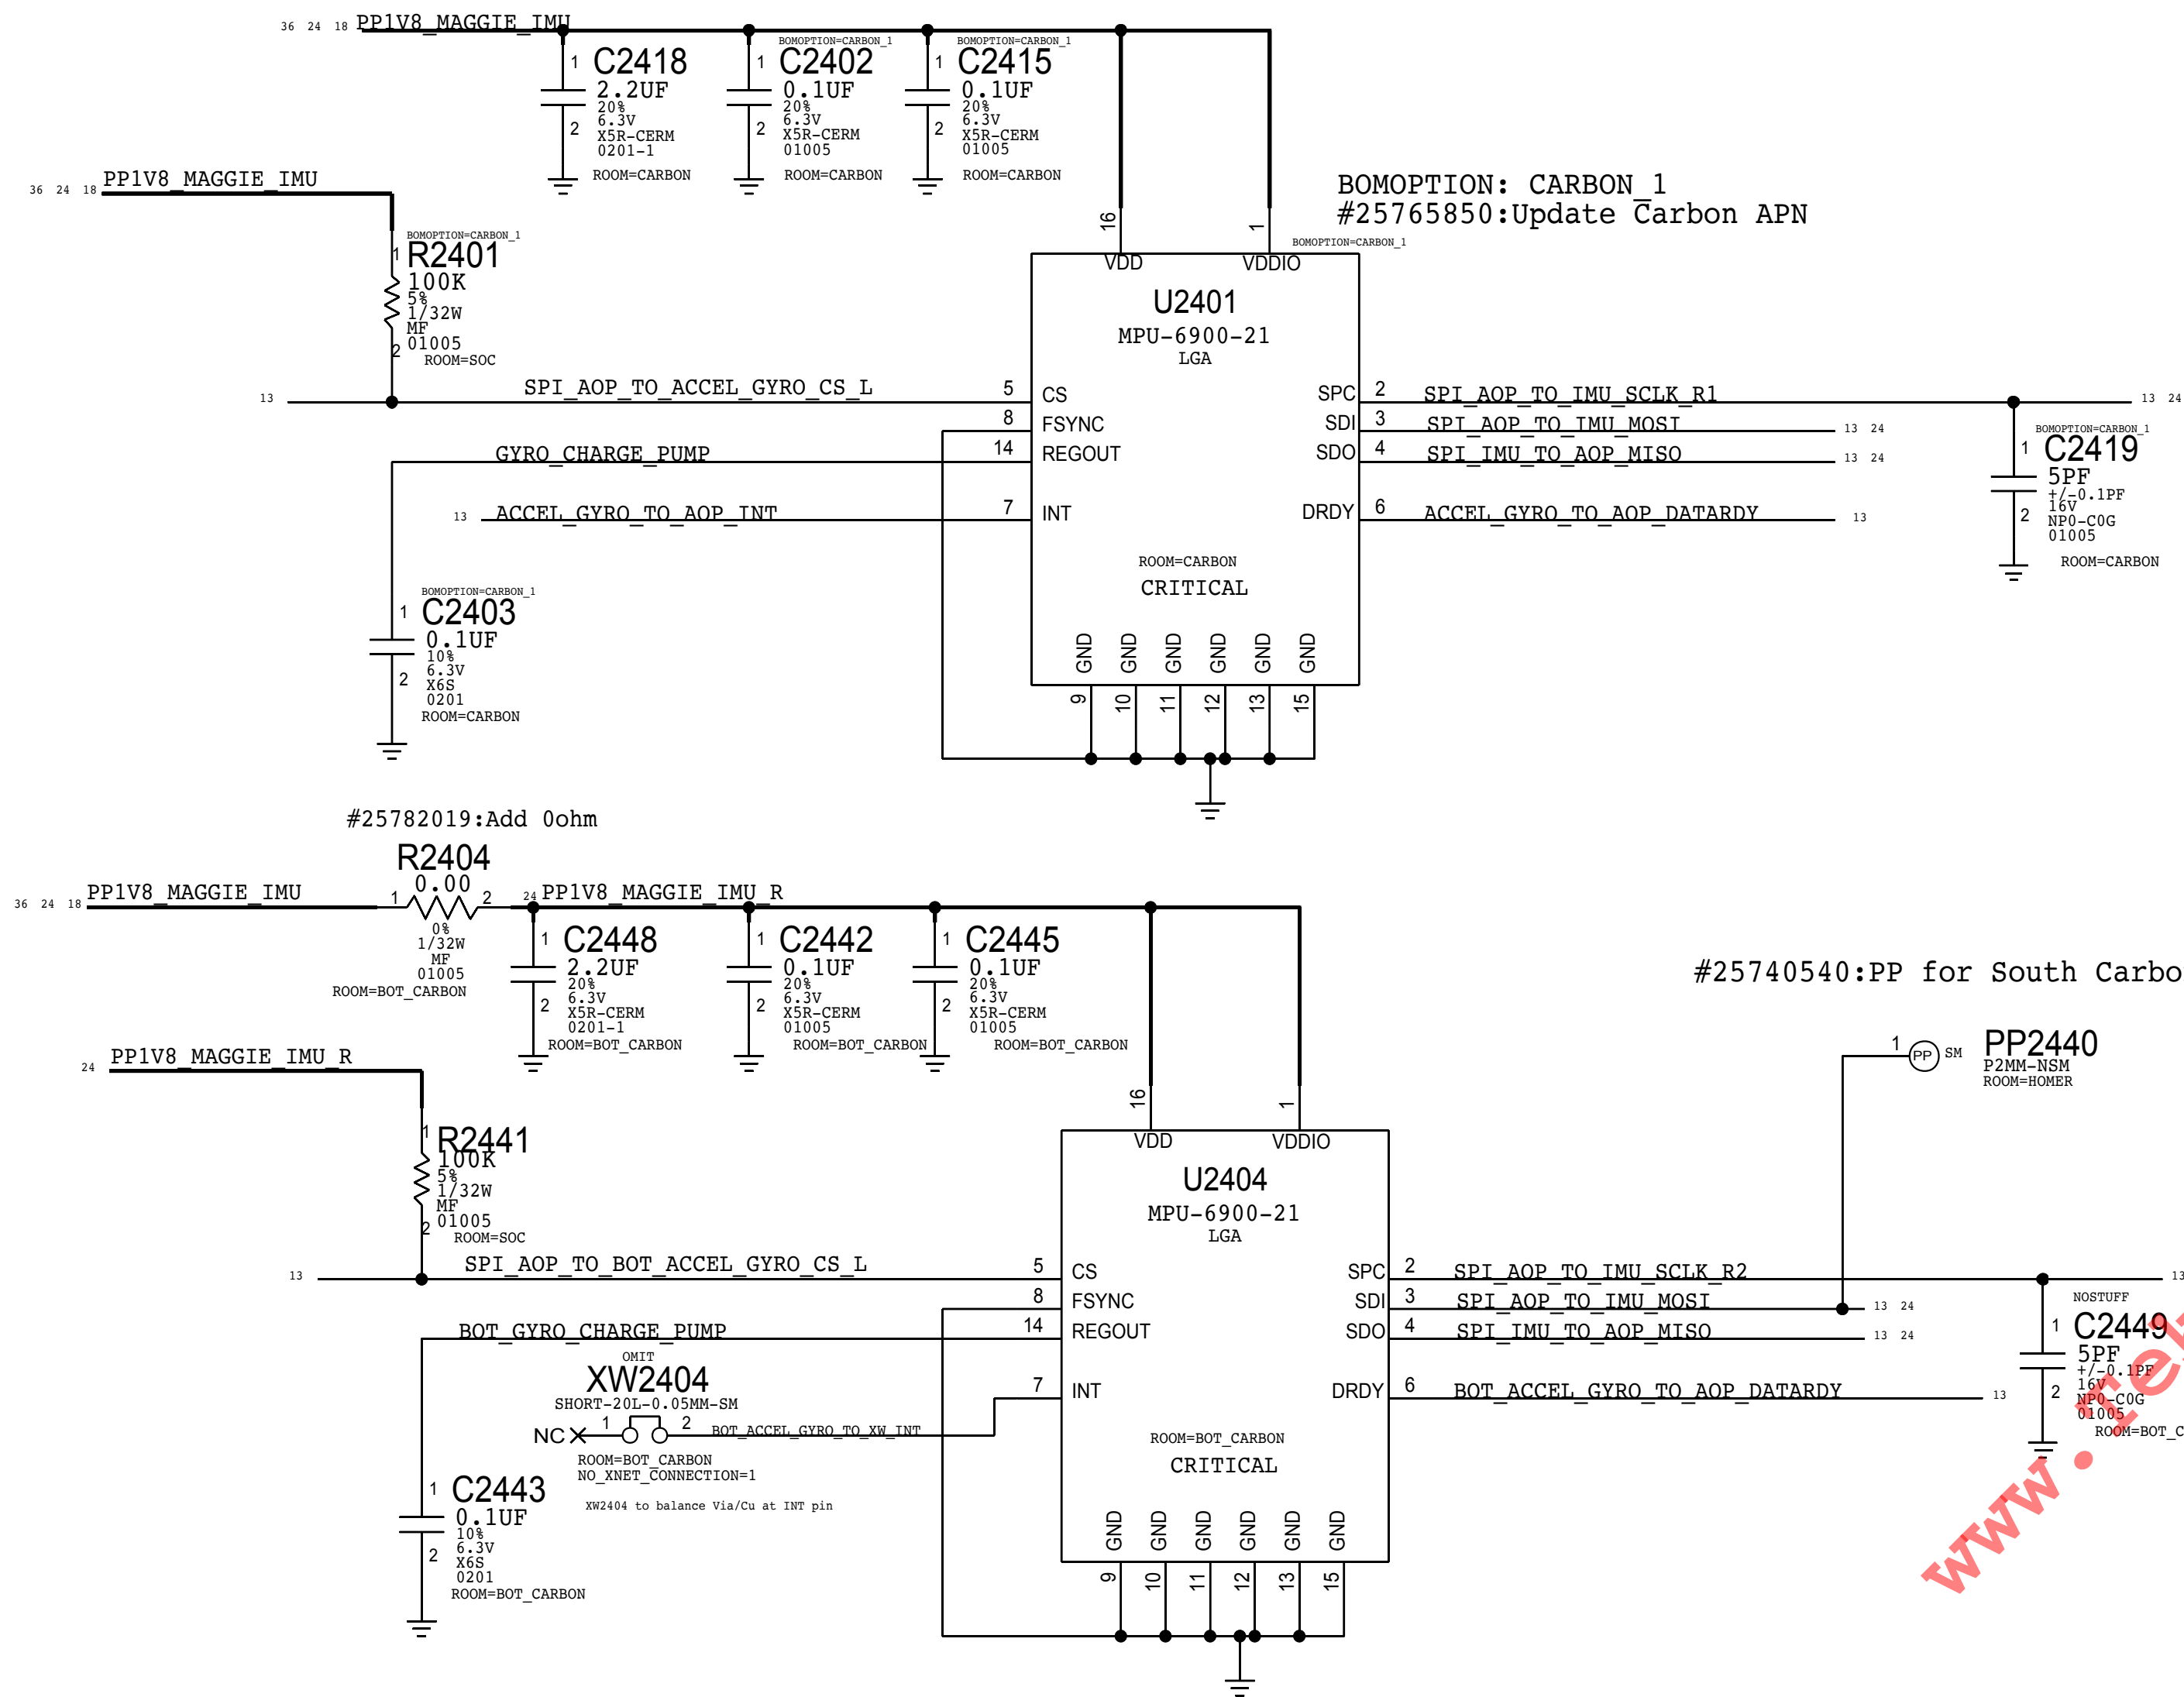 36 24 18 PP1V8_MAGGIE_IMU
1 C2418
2.2UF
20%
6.3V
2 X5R-CERM
0201-1
ROOM=CARBON
BOMOPTION=CARBON_1
1 C2402
0.1UF
20%
6.3V
2 X5R-CERM
01005
ROOM=CARBON
BOMOPTION=CARBON_1
1 C2415
0.1UF
20%
6.3V
2 X5R-CERM
01005
ROOM=CARBON
36 24 18 PP1V8_MAGGIE_IMU
BOMOPTION=CARBON_1
1 R2401
100K
5%
1/32W
MF
2 01005
ROOM=SOC
BOMOPTION: CARBON_1
#25765850:Update Carbon APN
BOMOPTION=CARBON_1
16 1
VDD VDDIO
U2401
MPU-6900-21
LGA
13 SPI_AOP_TO_ACCEL_GYRO_CS_L 5 CS
8 FSYNC
GYRO_CHARGE_PUMP 14 REGOUT
13 ACCEL_GYRO_TO_AOP_INT 7 INT
SPC 2 SPI_AOP_TO_IMU_SCLK_R1 13 24
SDI 3 SPI_AOP_TO_IMU_MOSI 13 24
SDO 4 SPI_IMU_TO_AOP_MISO 13 24
DRDY 6 ACCEL_GYRO_TO_AOP_DATARDY 13
ROOM=CARBON
CRITICAL
GND GND GND GND GND GND
9 10 11 12 13 15
BOMOPTION=CARBON_1
1 C2419
5PF
+/-0.1PF
16V
2 NP0-C0G
01005
ROOM=CARBON
BOMOPTION=CARBON_1
1 C2403
0.1UF
10%
6.3V
2 X6S
0201
ROOM=CARBON
#25782019:Add 0ohm
R2404
0.00
36 24 18 PP1V8_MAGGIE_IMU 1 2 24 PP1V8_MAGGIE_IMU_R
0%
1/32W
MF
01005
ROOM=BOT_CARBON
1 C2448
2.2UF
20%
6.3V
2 X5R-CERM
0201-1
ROOM=BOT_CARBON
1 C2442
0.1UF
20%
6.3V
2 X5R-CERM
01005
ROOM=BOT_CARBON
1 C2445
0.1UF
20%
6.3V
2 X5R-CERM
01005
ROOM=BOT_CARBON
#25740540:PP for South Carbo
1 PP SM PP2440
P2MM-NSM
ROOM=HOMER
24 PP1V8_MAGGIE_IMU_R
1 R2441
100K
5%
1/32W
MF
2 01005
ROOM=SOC
16 1
VDD VDDIO
U2404
MPU-6900-21
LGA
13 SPI_AOP_TO_BOT_ACCEL_GYRO_CS_L 5 CS
8 FSYNC
BOT_GYRO_CHARGE_PUMP 14 REGOUT
7 INT
SPC 2 SPI_AOP_TO_IMU_SCLK_R2 13
SDI 3 SPI_AOP_TO_IMU_MOSI 13 24
SDO 4 SPI_IMU_TO_AOP_MISO 13 24
DRDY 6 BOT_ACCEL_GYRO_TO_AOP_DATARDY 13
ROOM=BOT_CARBON
CRITICAL
GND GND GND GND GND GND
9 10 11 12 13 15
OMIT
XW2404
SHORT-20L-0.05MM-SM
NC 1 2 BOT_ACCEL_GYRO_TO_XW_INT
ROOM=BOT_CARBON
NO_XNET_CONNECTION=1
XW2404 to balance Via/Cu at INT pin
1 C2443
0.1UF
10%
6.3V
2 X6S
0201
ROOM=BOT_CARBON
NOSTUFF
1 C2449
5PF
+/-0.1PF
16V
2 NP0-C0G
01005
ROOM=BOT_C